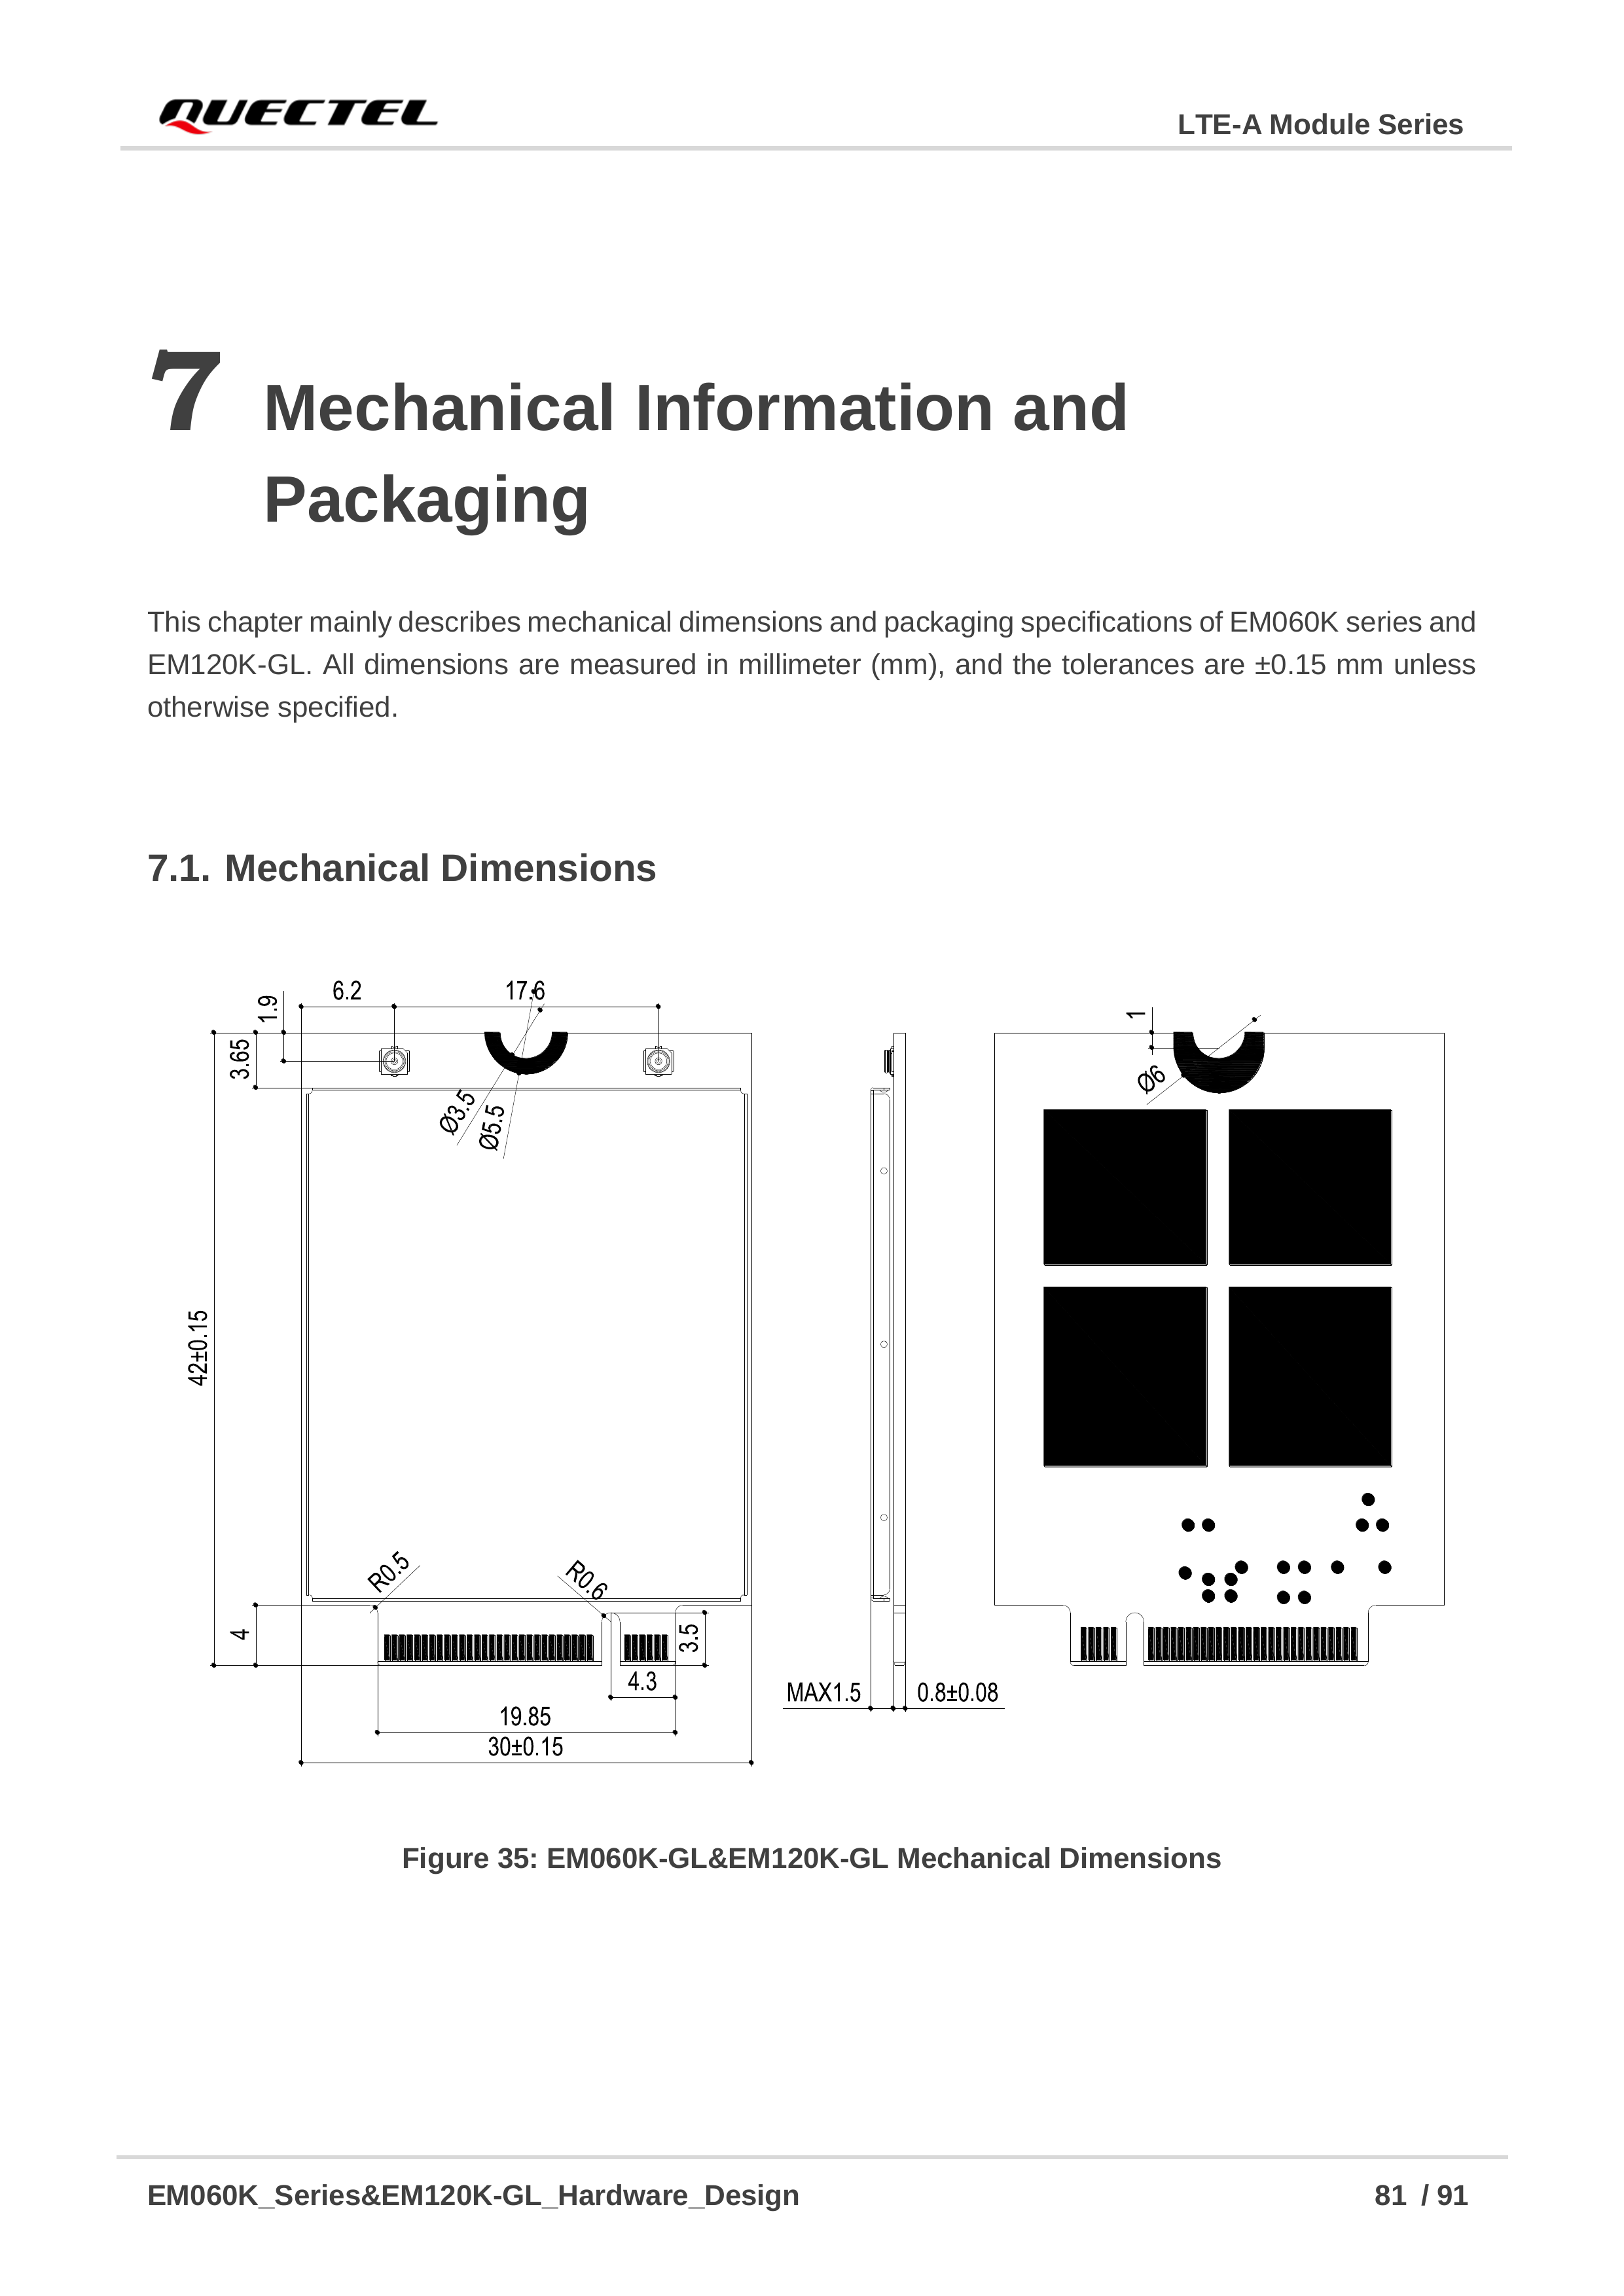 QUECTEL
LTE-A Module Series
7 Mechanical Information and
Packaging
This chapter mainly describes mechanical dimensions and packaging specifications of EM060K series and
EM120K-GL. All dimensions are measured in millimeter (mm), and the tolerances are ±0.15 mm unless
otherwise specified.
7.1. Mechanical Dimensions
6.2
17.6
1.9
3.65
Ø3.5
Ø5.5
42±0.15
R0.5
R0.6
4
3.5
4.3
19.85
30±0.15
MAX1.5
0.8±0.08
1
Ø6
Figure 35: EM060K-GL&EM120K-GL Mechanical Dimensions
EM060K_Series&EM120K-GL_Hardware_Design
81 / 91